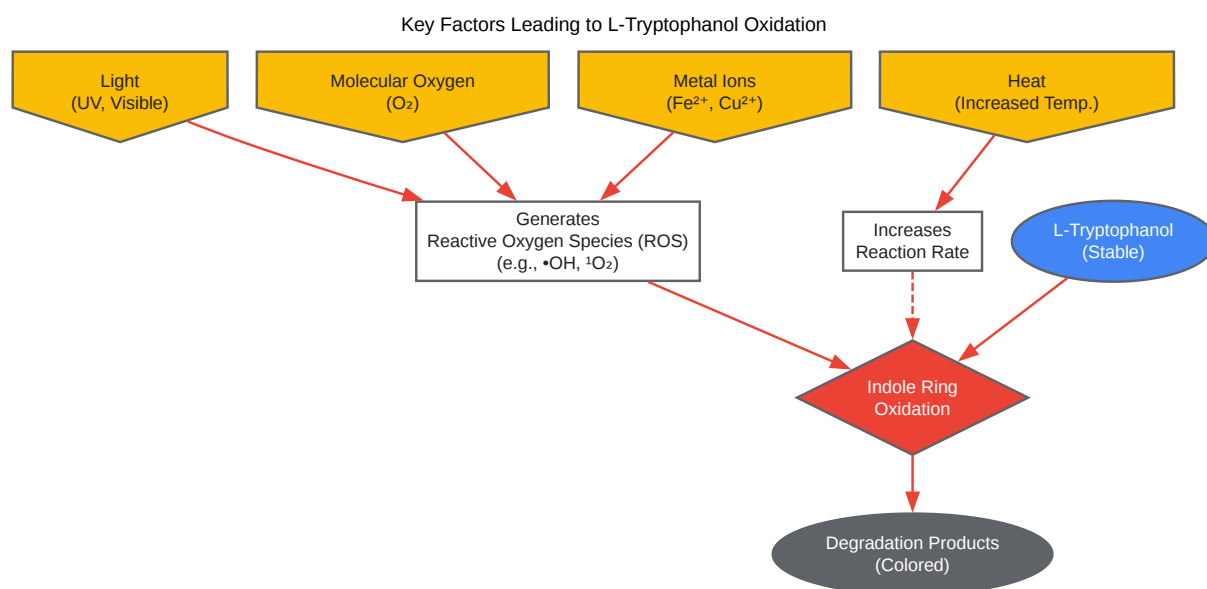 Key Factors Leading to L-Tryptophanol Oxidation
Light
(UV, Visible)
Molecular Oxygen
(O₂)
Metal Ions
(Fe²⁺, Cu²⁺)
Heat
(Increased Temp.)
Generates
Reactive Oxygen Species (ROS)
(e.g., •OH, ¹O₂)
Increases
Reaction Rate
L-Tryptophanol
(Stable)
Indole Ring
Oxidation
Degradation Products
(Colored)